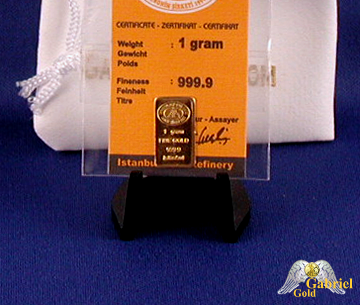 CERTIFICATE - ZERTIFIKAT - CERTIFICAT
Weight : 1 gram
Gewicht
Poids
Fineness : 999.9
Feinheit
Titre
ur - Assayer
1 gram
FINE GOLD
999.9
Istanbul Refinery
Gabriel
Gold